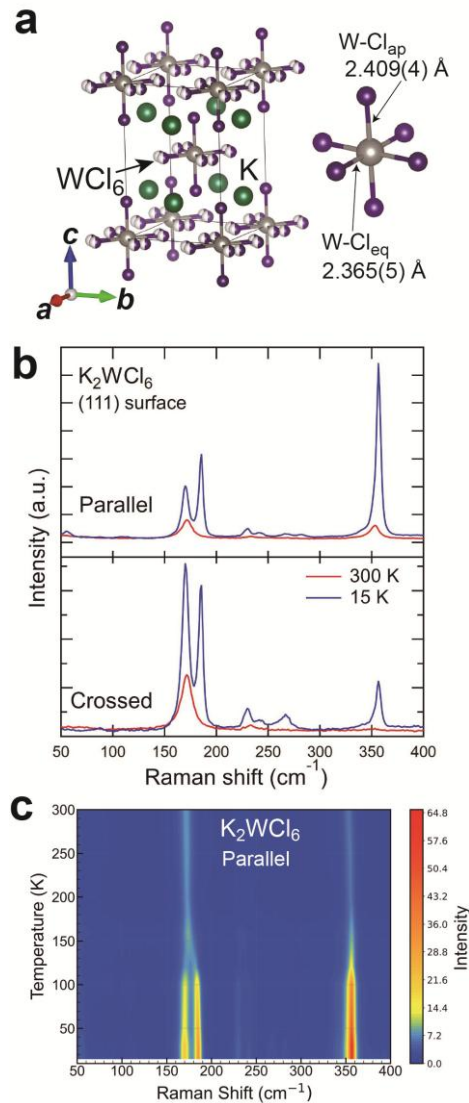 a
W-Cl_ap
2.409(4) Å
WCl₆
K
W-Cl_eq
2.365(5) Å
c
a
b
b
K₂WCl₆
(111) surface
Parallel
300 K
15 K
Crossed
Intensity (a.u.)
50 100 150 200 250 300 350 400
Raman shift (cm⁻¹)
c
K₂WCl₆
Parallel
300
250
200
150
100
50
Temperature (K)
50 100 150 200 250 300 350 400
Raman Shift (cm⁻¹)
64.8
57.6
50.4
43.2
36.0
28.8
21.6
14.4
7.2
0.0
Intensity